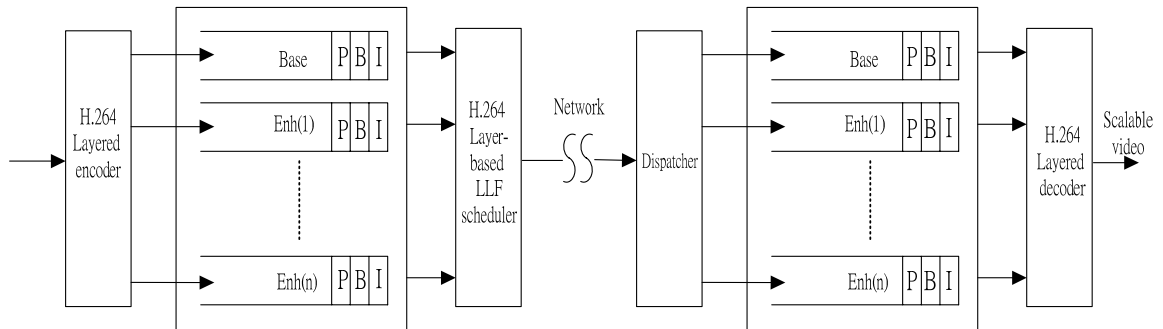 H.264
Layered
encoder
Base P B I
Enh(1) P B I
Enh(n) P B I
H.264
Layer-
based
LLF
scheduler
Network
Dispatcher
Base P B I
Enh(1) P B I
Enh(n) P B I
H.264
Layered
decoder
Scalable
video